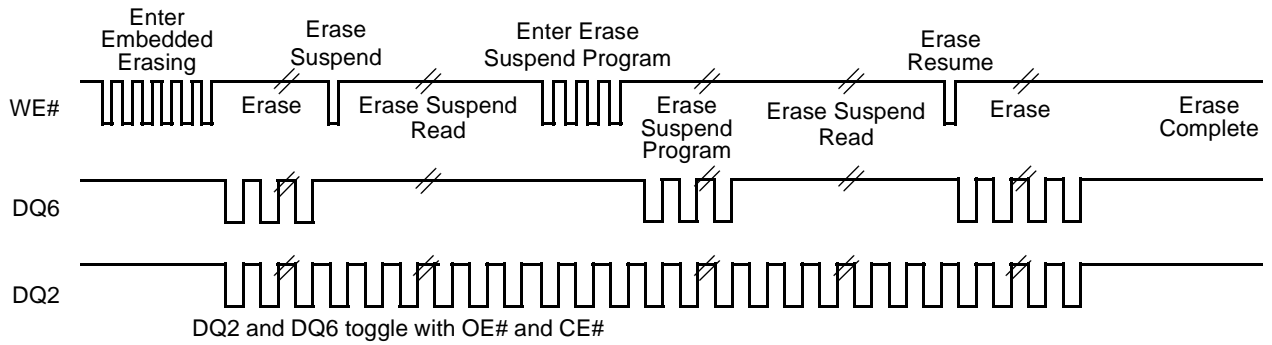 Enter
Embedded
Erasing
Erase
Suspend
Enter Erase
Suspend Program
Erase
Resume
WE#
Erase
Erase Suspend
Read
Erase
Suspend
Program
Erase Suspend
Read
Erase
Erase
Complete
DQ6
DQ2
DQ2 and DQ6 toggle with OE# and CE#